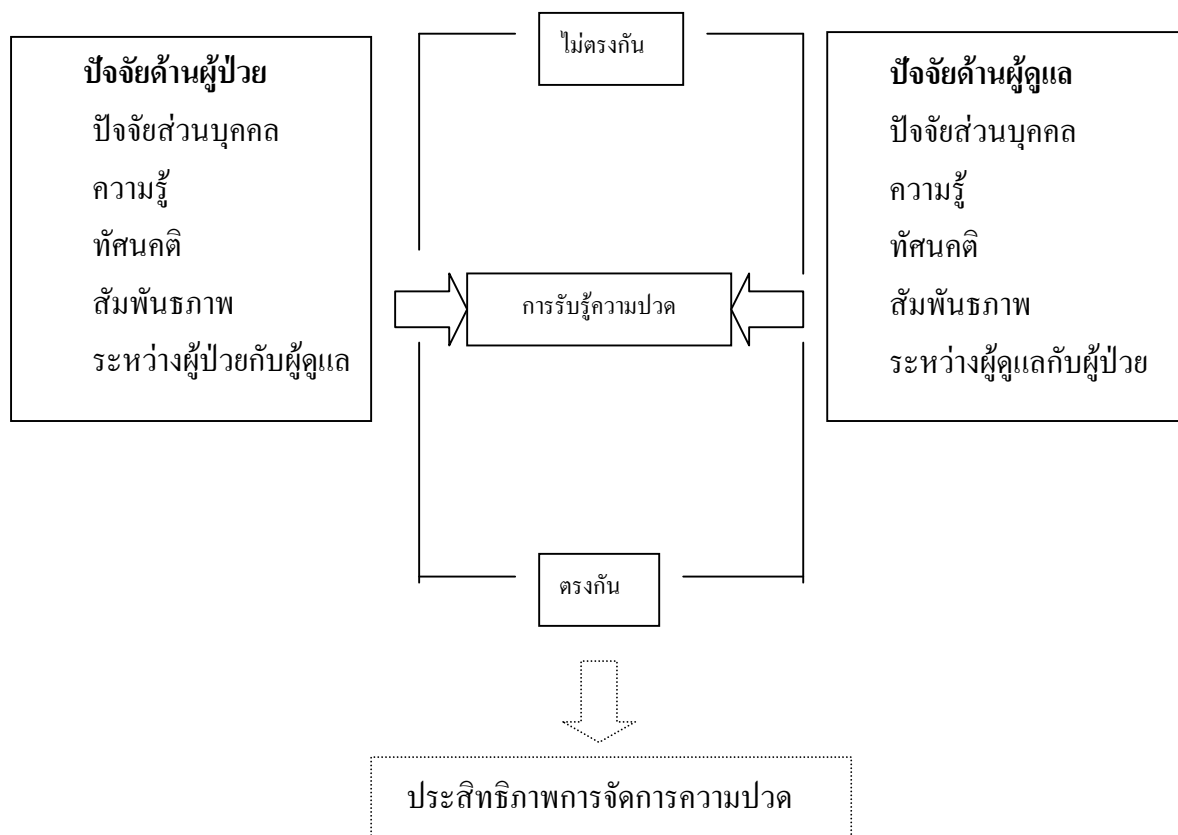 ไม่ตรงกัน
ปัจจัยด้านผู้ป่วย
ปัจจัยส่วนบุคคล
ความรู้
ทัศนคติ
สัมพันธภาพ
ระหว่างผู้ป่วยกับผู้ดูแล
การรับรู้ความปวด
ปัจจัยด้านผู้ดูแล
ปัจจัยส่วนบุคคล
ความรู้
ทัศนคติ
สัมพันธภาพ
ระหว่างผู้ดูแลกับผู้ป่วย
ตรงกัน
ประสิทธิภาพการจัดการความปวด